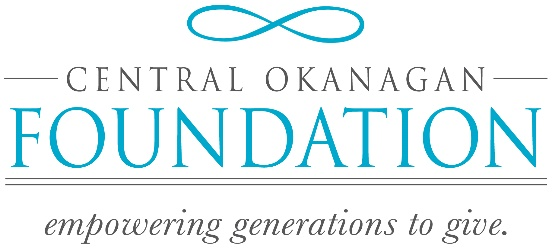 CENTRAL OKANAGAN
FOUNDATION
empowering generations to give.